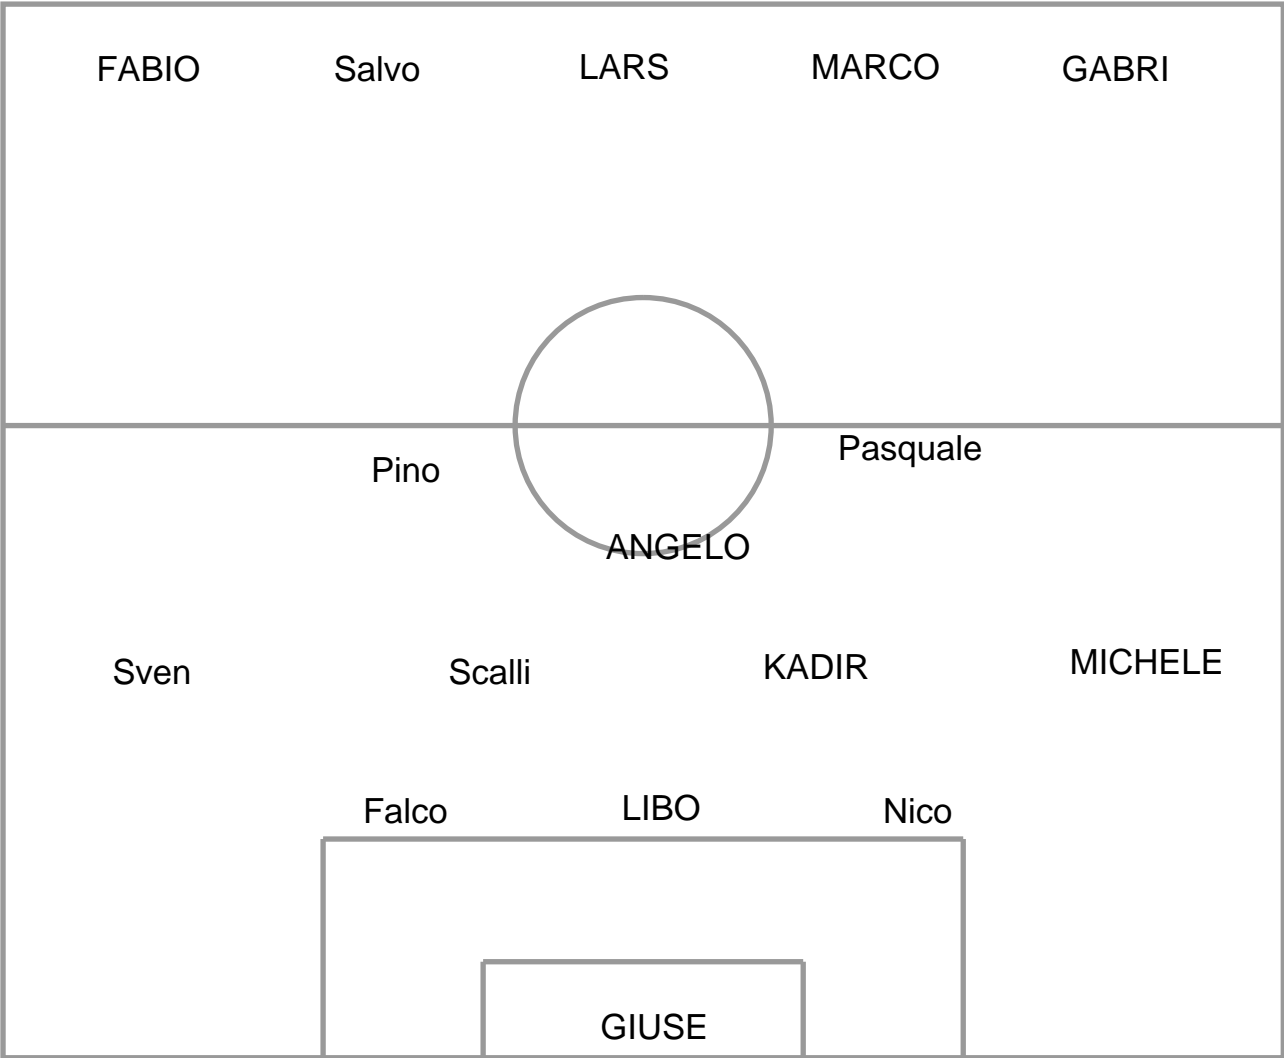 FABIO Salvo LARS MARCO GABRI
Pino Pasquale
ANGELO
Sven Scalli KADIR MICHELE
Falco LIBO Nico
GIUSE